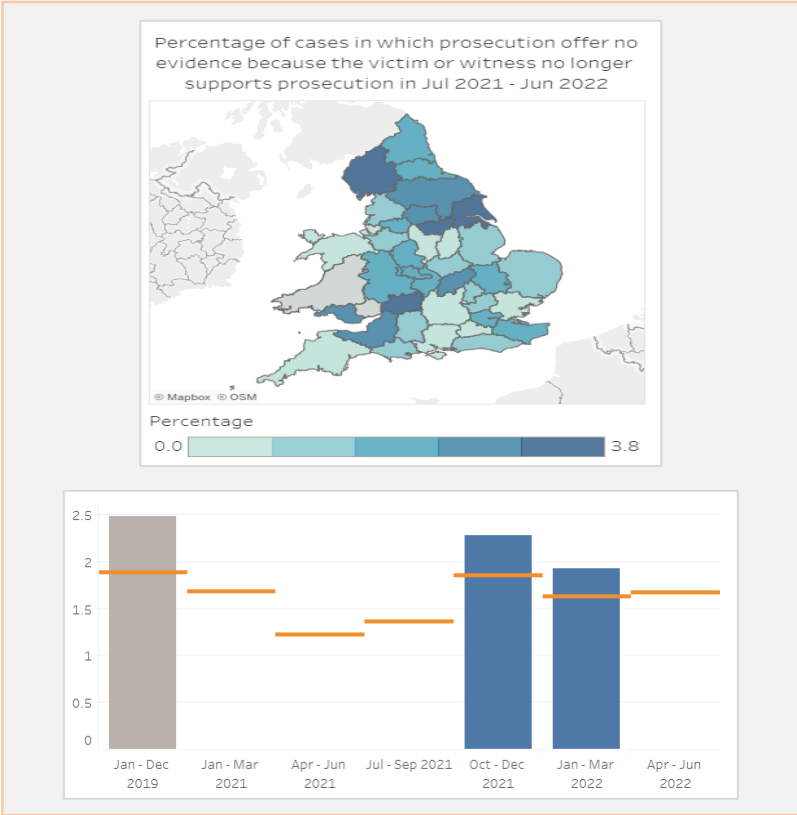 Percentage of cases in which prosecution offer no
evidence because the victim or witness no longer
supports prosecution in Jul 2021 - Jun 2022
© Mapbox © OSM
Percentage
0.0 3.8
2.5
2
1.5
1
0.5
0
Jan - Dec Jan - Mar Apr - Jun Jul - Sep 2021 Oct - Dec Jan - Mar Apr - Jun
2019 2021 2021 2021 2022 2022